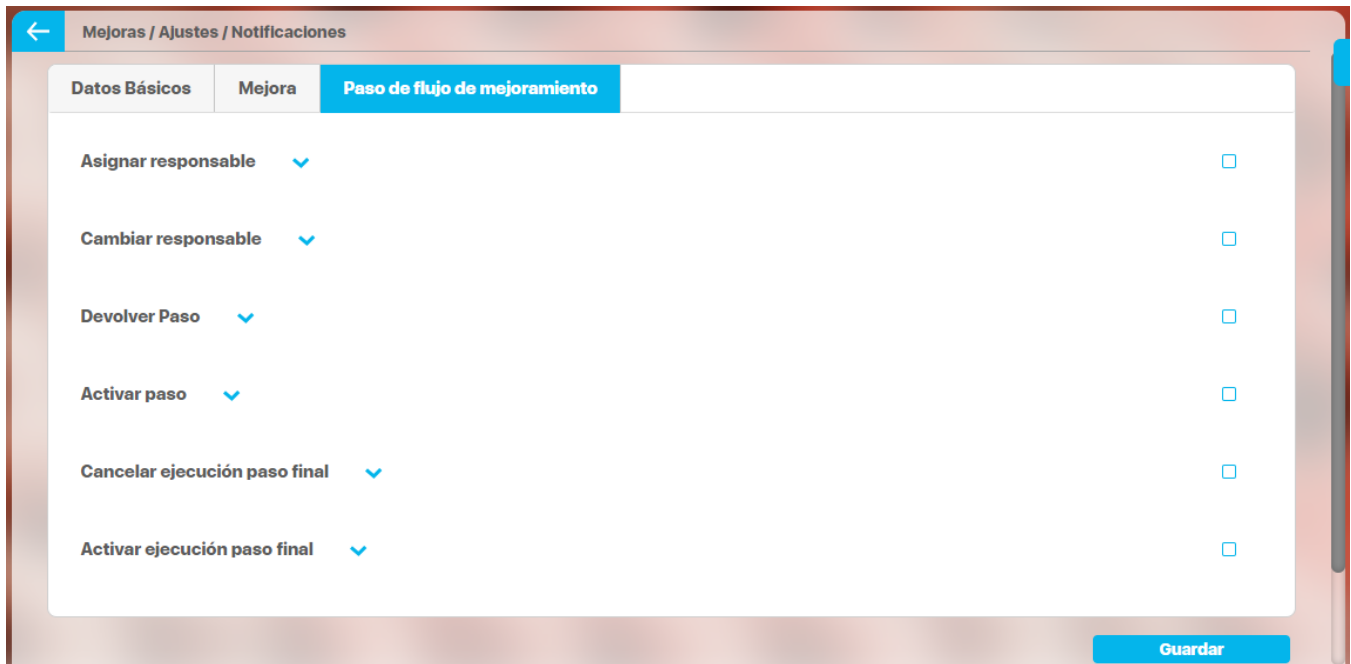 Mejoras / Ajustes / Notificaciones
Datos Básicos Mejora Paso de flujo de mejoramiento
Asignar responsable
Cambiar responsable
Devolver Paso
Activar paso
Cancelar ejecución paso final
Activar ejecución paso final
Guardar